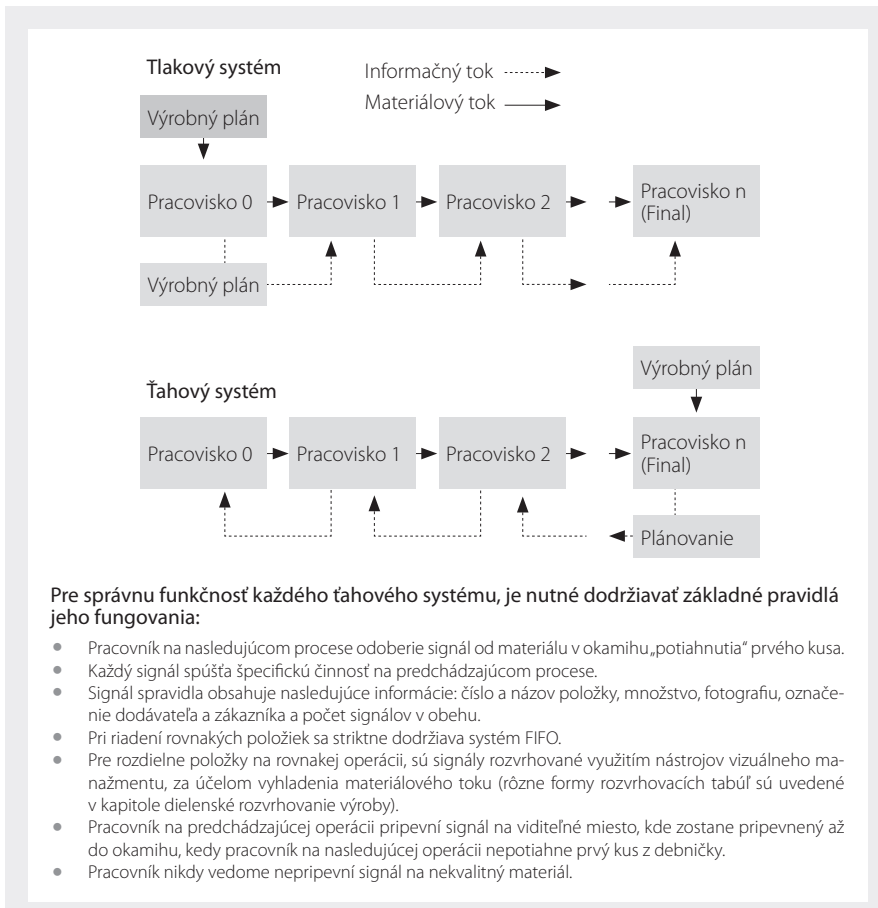 Tlakový systém
Informačný tok
Materiálový tok
Výrobný plán
Pracovisko 0
Pracovisko 1
Pracovisko 2
Pracovisko n
(Final)
Výrobný plán
Výrobný plán
Ťahový systém
Pracovisko 0
Pracovisko 1
Pracovisko 2
Pracovisko n
(Final)
Plánovanie
Pre správnu funkčnosť každého ťahového systému, je nutné dodržiavať základné pravidlá
jeho fungovania:
• Pracovník na nasledujúcom procese odoberie signál od materiálu v okamihu „potiahnutia“ prvého kusa.
• Každý signál spúšťa špecifickú činnosť na predchádzajúcom procese.
• Signál spravidla obsahuje nasledujúce informácie: číslo a názov položky, množstvo, fotografiu, označe-
nie dodávateľa a zákazníka a počet signálov v obehu.
• Pri riadení rovnakých položiek sa striktne dodržiava systém FIFO.
• Pre rozdielne položky na rovnakej operácii, sú signály rozvrhované využitím nástrojov vizuálneho ma-
nažmentu, za účelom vyhladenia materiálového toku (rôzne formy rozvrhovacích tabúľ sú uvedené
v kapitole dielenské rozvrhovanie výroby).
• Pracovník na predchádzajúcej operácii pripevní signál na viditeľné miesto, kde zostane pripevnený až
do okamihu, kedy pracovník na nasledujúcej operácii nepotiahne prvý kus z debničky.
• Pracovník nikdy vedome nepripevní signál na nekvalitný materiál.